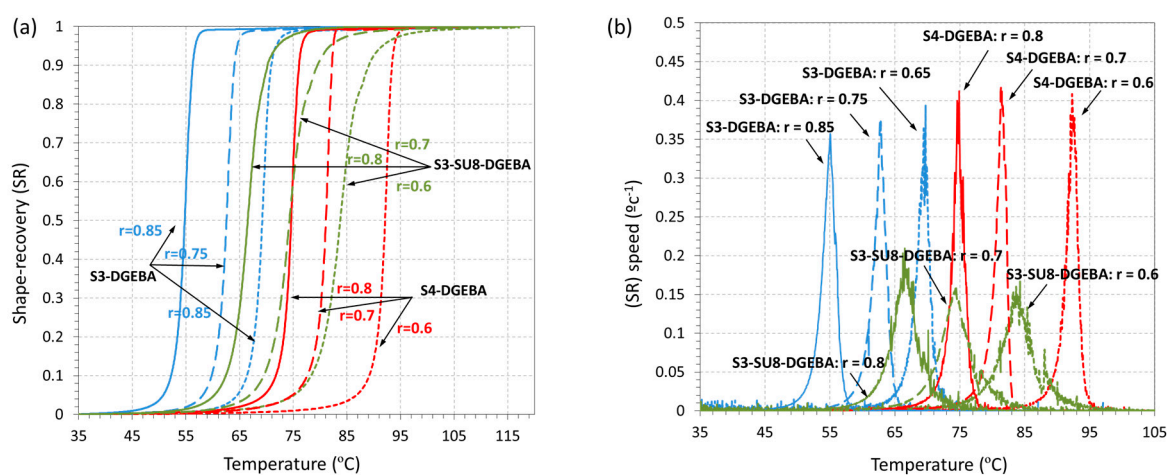 (a)
Shape-recovery (SR)
1
0.9
0.8
0.7
0.6
0.5
0.4
0.3
0.2
0.1
0
r=0.7
r=0.8
S3-SU8-DGEBA
r=0.6
r=0.85
r=0.75
S3-DGEBA
r=0.85
r=0.8
S4-DGEBA
r=0.7
r=0.6
35 45 55 65 75 85 95 105 115
Temperature (ºC)
(b)
(SR) speed (ºc-1)
0.5
0.45
0.4
0.35
0.3
0.25
0.2
0.15
0.1
0.05
0
S4-DGEBA: r = 0.8
S4-DGEBA: r = 0.7
S3-DGEBA: r = 0.65
S4-DGEBA: r = 0.6
S3-DGEBA: r = 0.75
S3-DGEBA: r = 0.85
S3-SU8-DGEBA: r = 0.7
S3-SU8-DGEBA: r = 0.6
S3-SU8-DGEBA: r = 0.8
35 45 55 65 75 85 95 105
Temperature (ºC)